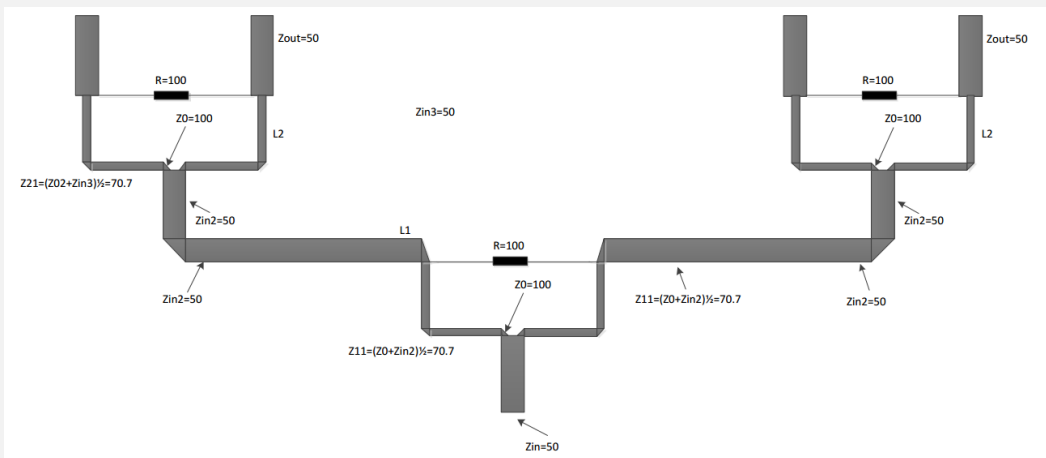 Zout=50
Zout=50
R=100
R=100
Zin3=50
Z0=100
Z0=100
L2
L2
Z21=(Z02+Zin3)½=70.7
Zin2=50
Zin2=50
L1
R=100
Z0=100
Zin2=50
Z11=(Z0+Zin2)½=70.7
Zin2=50
Z11=(Z0+Zin2)½=70.7
Zin=50